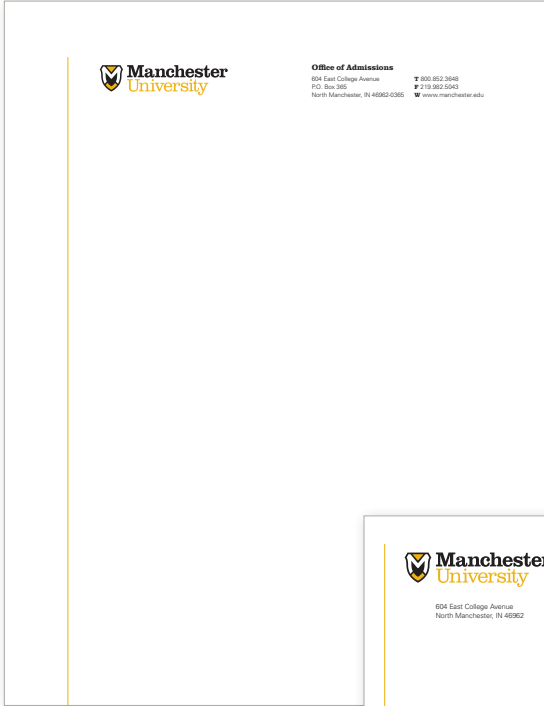 Manchester
University
Office of Admissions
604 East College Avenue
P.O. Box 365
North Manchester, IN 46962-0365
T 800.852.3648
F 219.982.5043
W www.manchester.edu
Manchester
University
604 East College Avenue
North Manchester, IN 46962